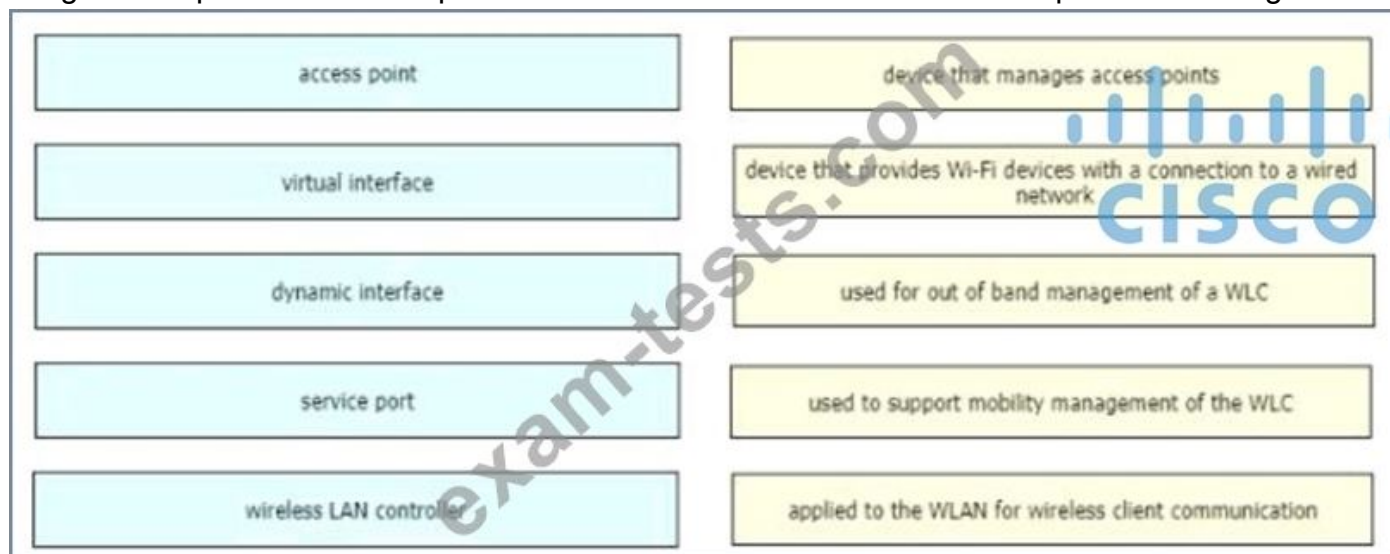 access point
device that manages access points
virtual interface
device that provides Wi-Fi devices with a connection to a wired
network
dynamic interface
used for out of band management of a WLC
service port
used to support mobility management of the WLC
wireless LAN controller
applied to the WLAN for wireless client communication
exam-tests.com
CISCO